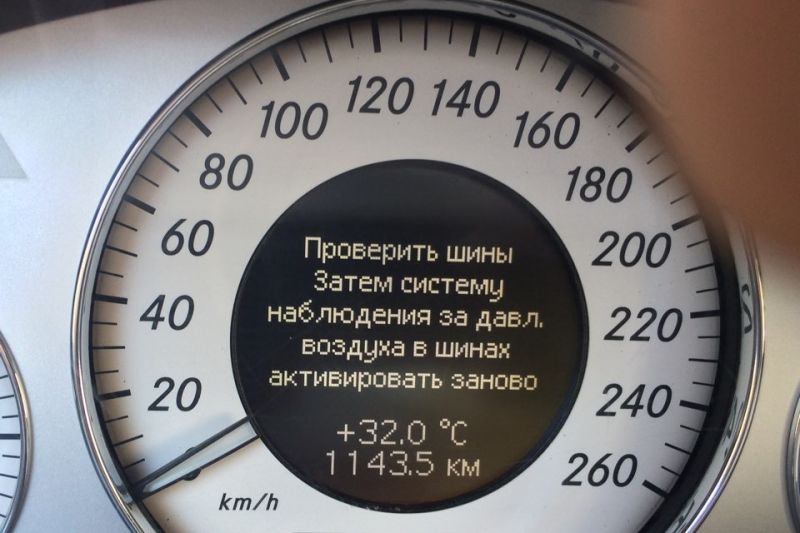 120 140
100 160
80 180
60 200
40 220
20 240
260
Проверить шины
Затем систему
наблюдения за давл.
воздуха в шинах
активировать заново
+32.0 °C
1143.5 км
km/h